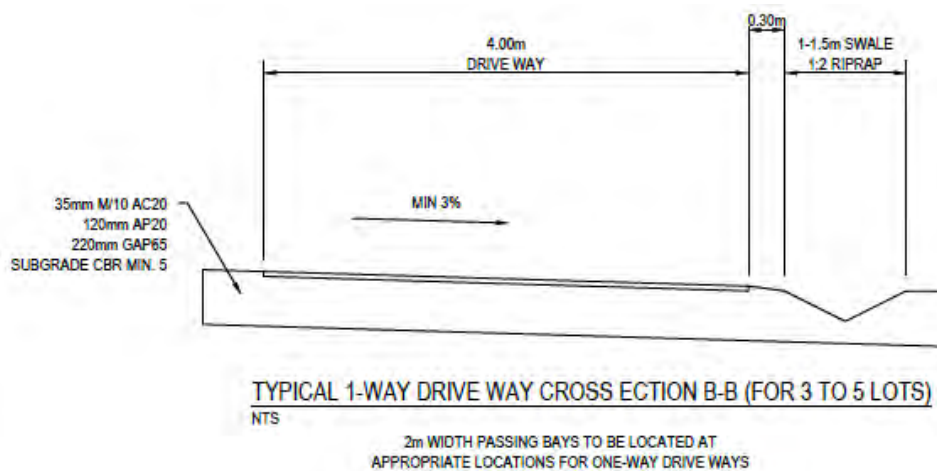 0.30m
4.00m
DRIVE WAY
1-1.5m SWALE
1:2 RIPRAP
35mm M/10 AC20
120mm AP20
220mm GAP65
SUBGRADE CBR MIN. 5
MIN 3%
TYPICAL 1-WAY DRIVE WAY CROSS ECTION B-B (FOR 3 TO 5 LOTS)
NTS
2m WIDTH PASSING BAYS TO BE LOCATED AT
APPROPRIATE LOCATIONS FOR ONE-WAY DRIVE WAYS